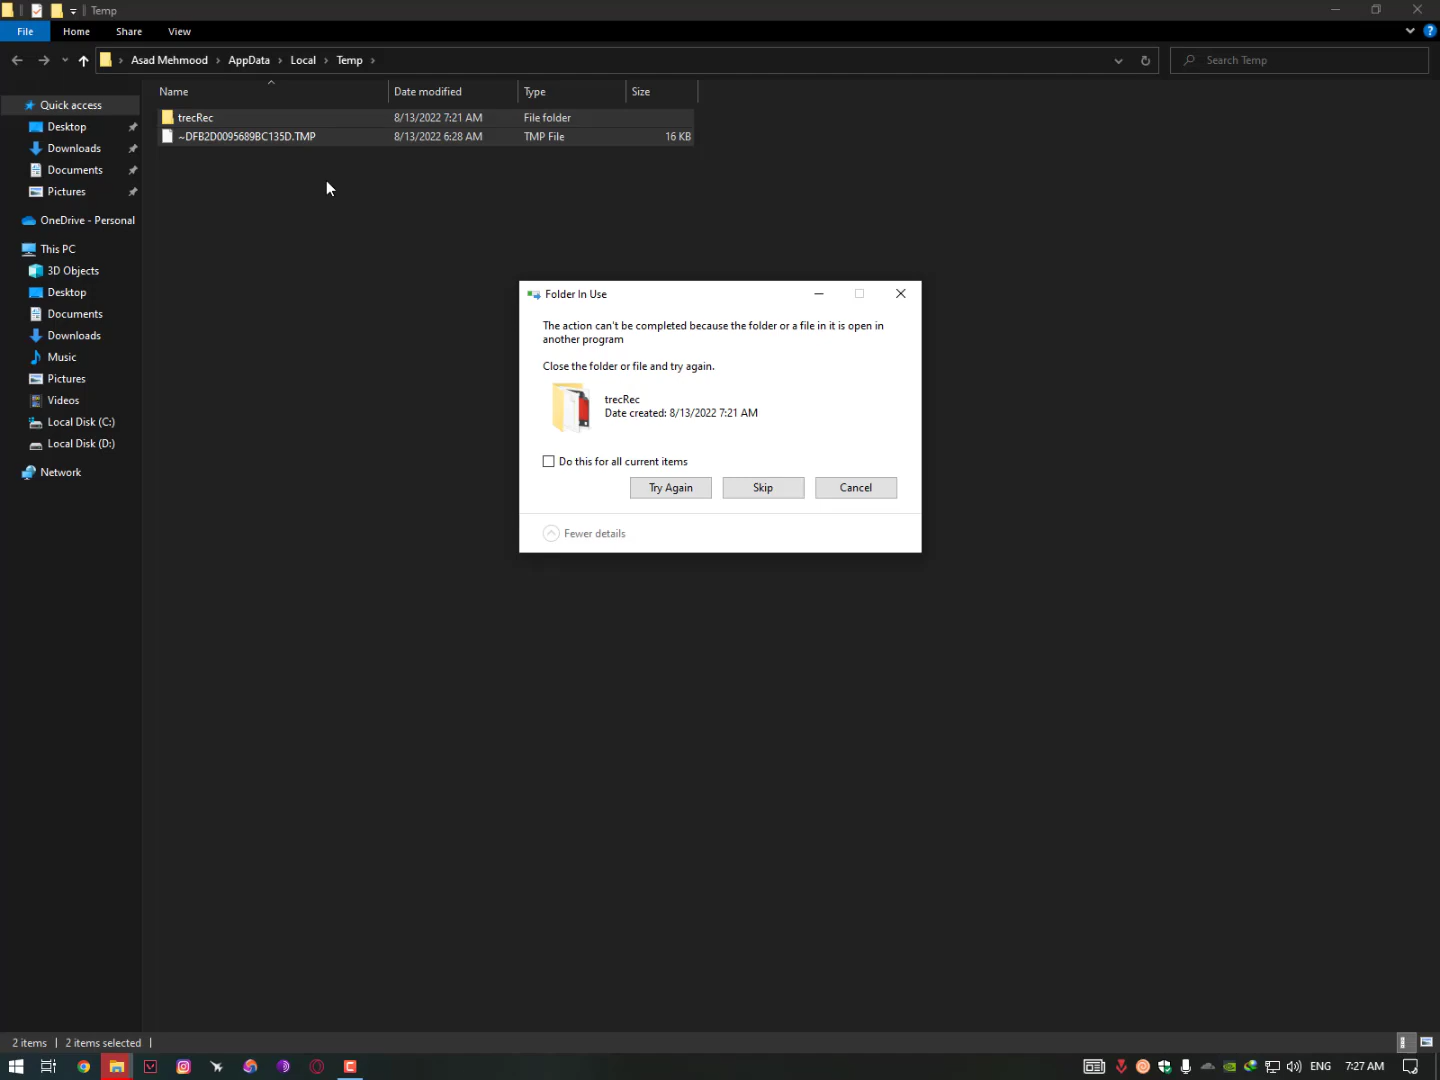 Temp
File Home Share View
Asad Mehmood > AppData > Local > Temp >
Search Temp
Name Date modified Type Size
trecRec 8/13/2022 7:21 AM File folder
~DFB2D0095689BC135D.TMP 8/13/2022 6:28 AM TMP File 16 KB
Quick access
Desktop
Downloads
Documents
Pictures
OneDrive - Personal
This PC
3D Objects
Desktop
Documents
Downloads
Music
Pictures
Videos
Local Disk (C:)
Local Disk (D:)
Network
Folder In Use
The action can't be completed because the folder or a file in it is open in
another program
Close the folder or file and try again.
trecRec
Date created: 8/13/2022 7:21 AM
Do this for all current items
Try Again Skip Cancel
Fewer details
2 items 2 items selected
ENG 7:27 AM